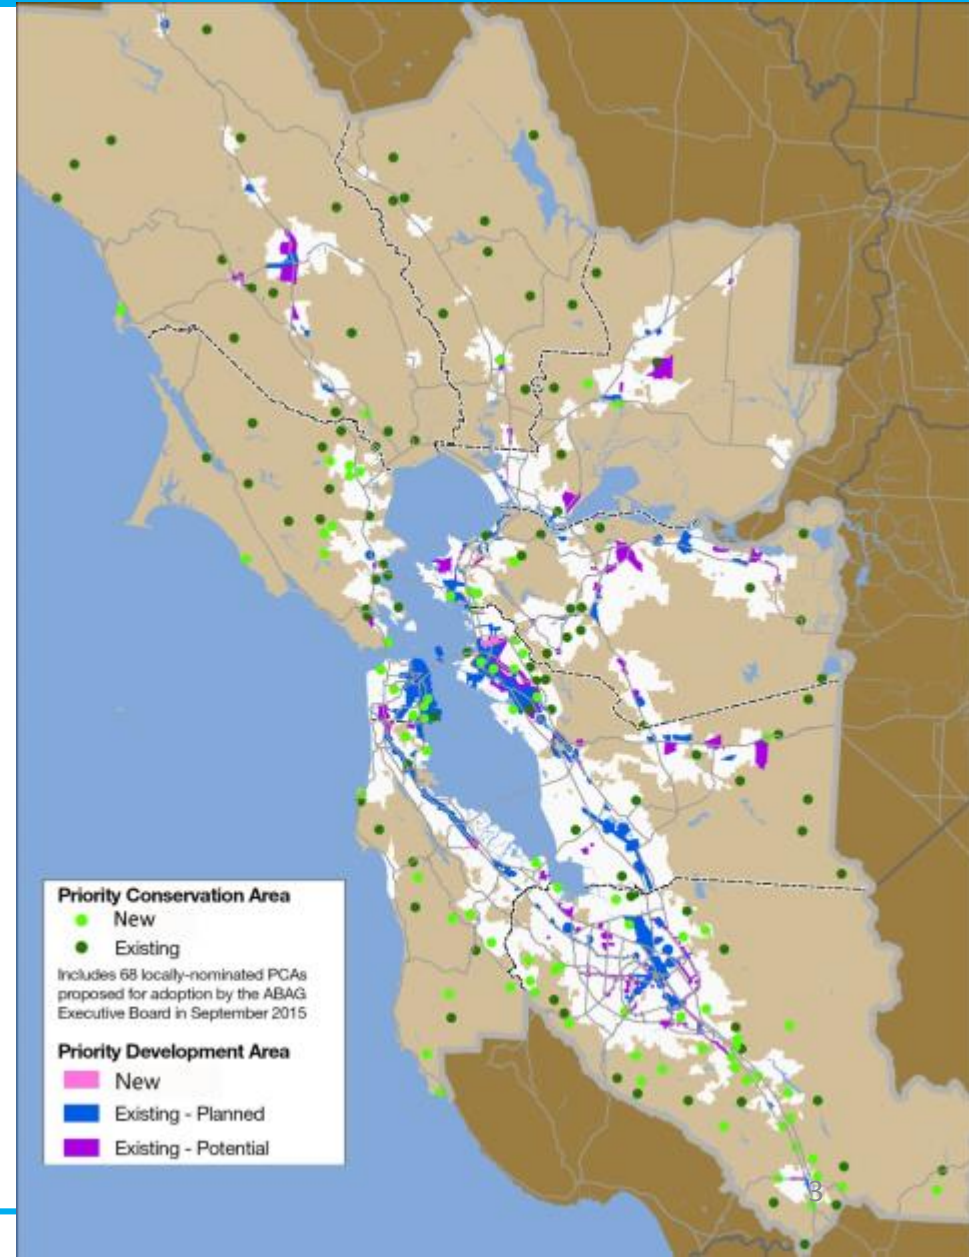 Priority Conservation Area
New
Existing
Includes 68 locally-nominated PCAs
proposed for adoption by the ABAG
Executive Board in September 2015
Priority Development Area
New
Existing - Planned
Existing - Potential
3